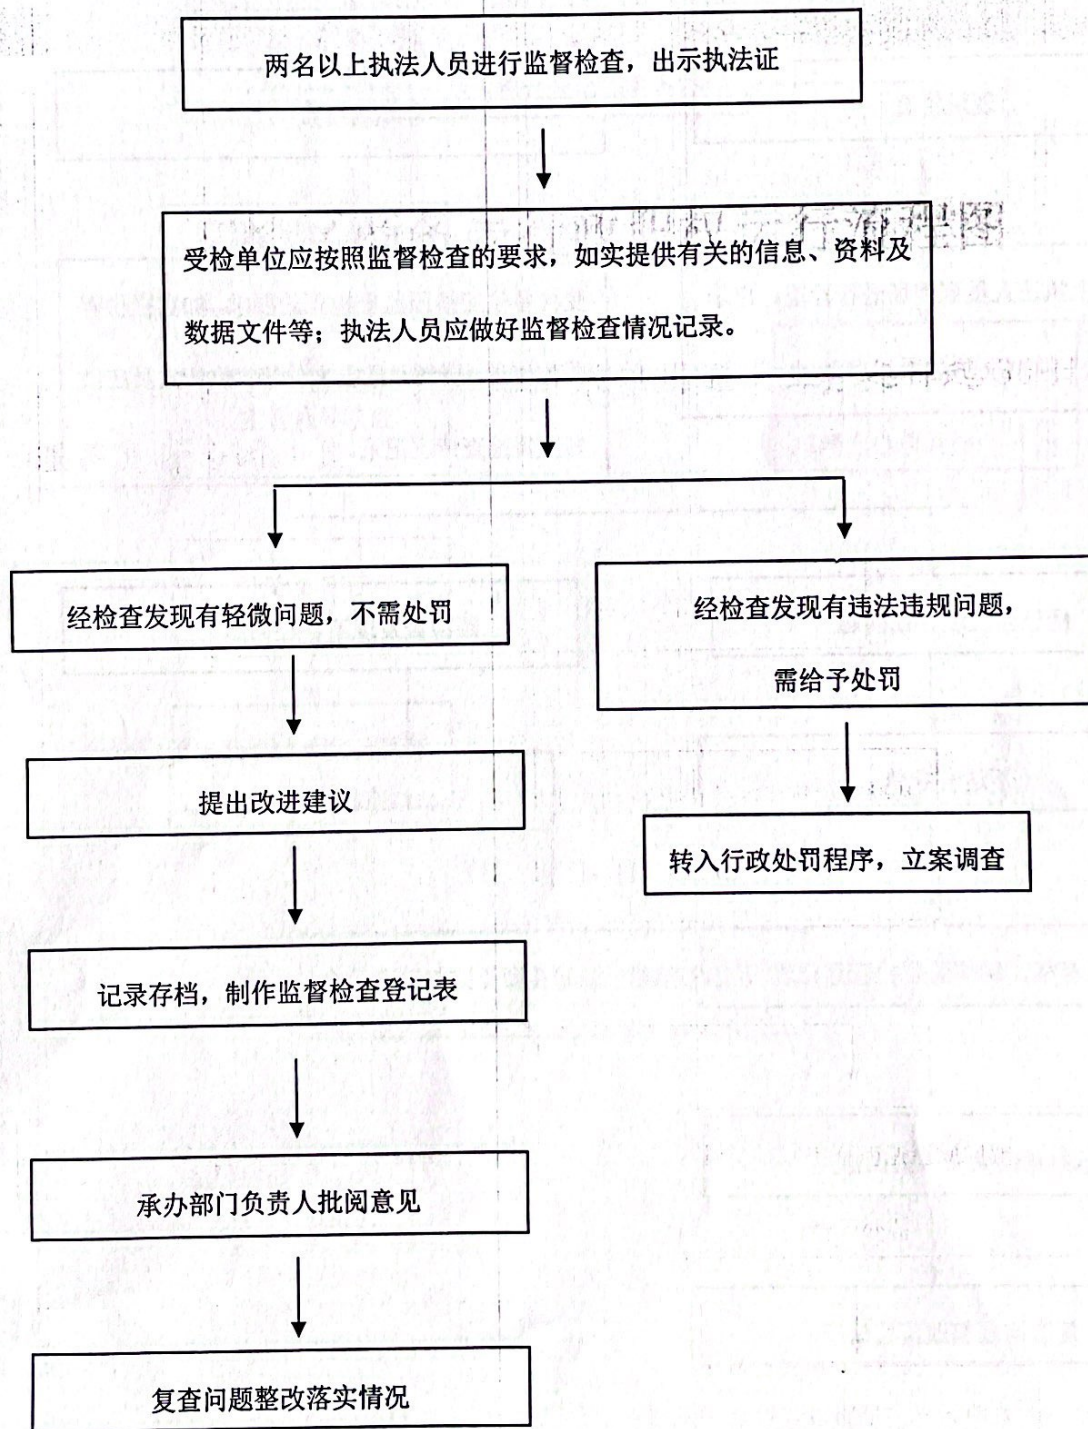 两名以上执法人员进行监督检查，出示执法证
受检单位应按照监督检查的要求，如实提供有关的信息、资料及
数据文件等；执法人员应做好监督检查情况记录。
经检查发现有轻微问题，不需处罚
经检查发现有违法违规问题，
需给予处罚
提出改进建议
转入行政处罚程序，立案调查
记录存档，制作监督检查登记表
承办部门负责人批阅意见
复查问题整改落实情况